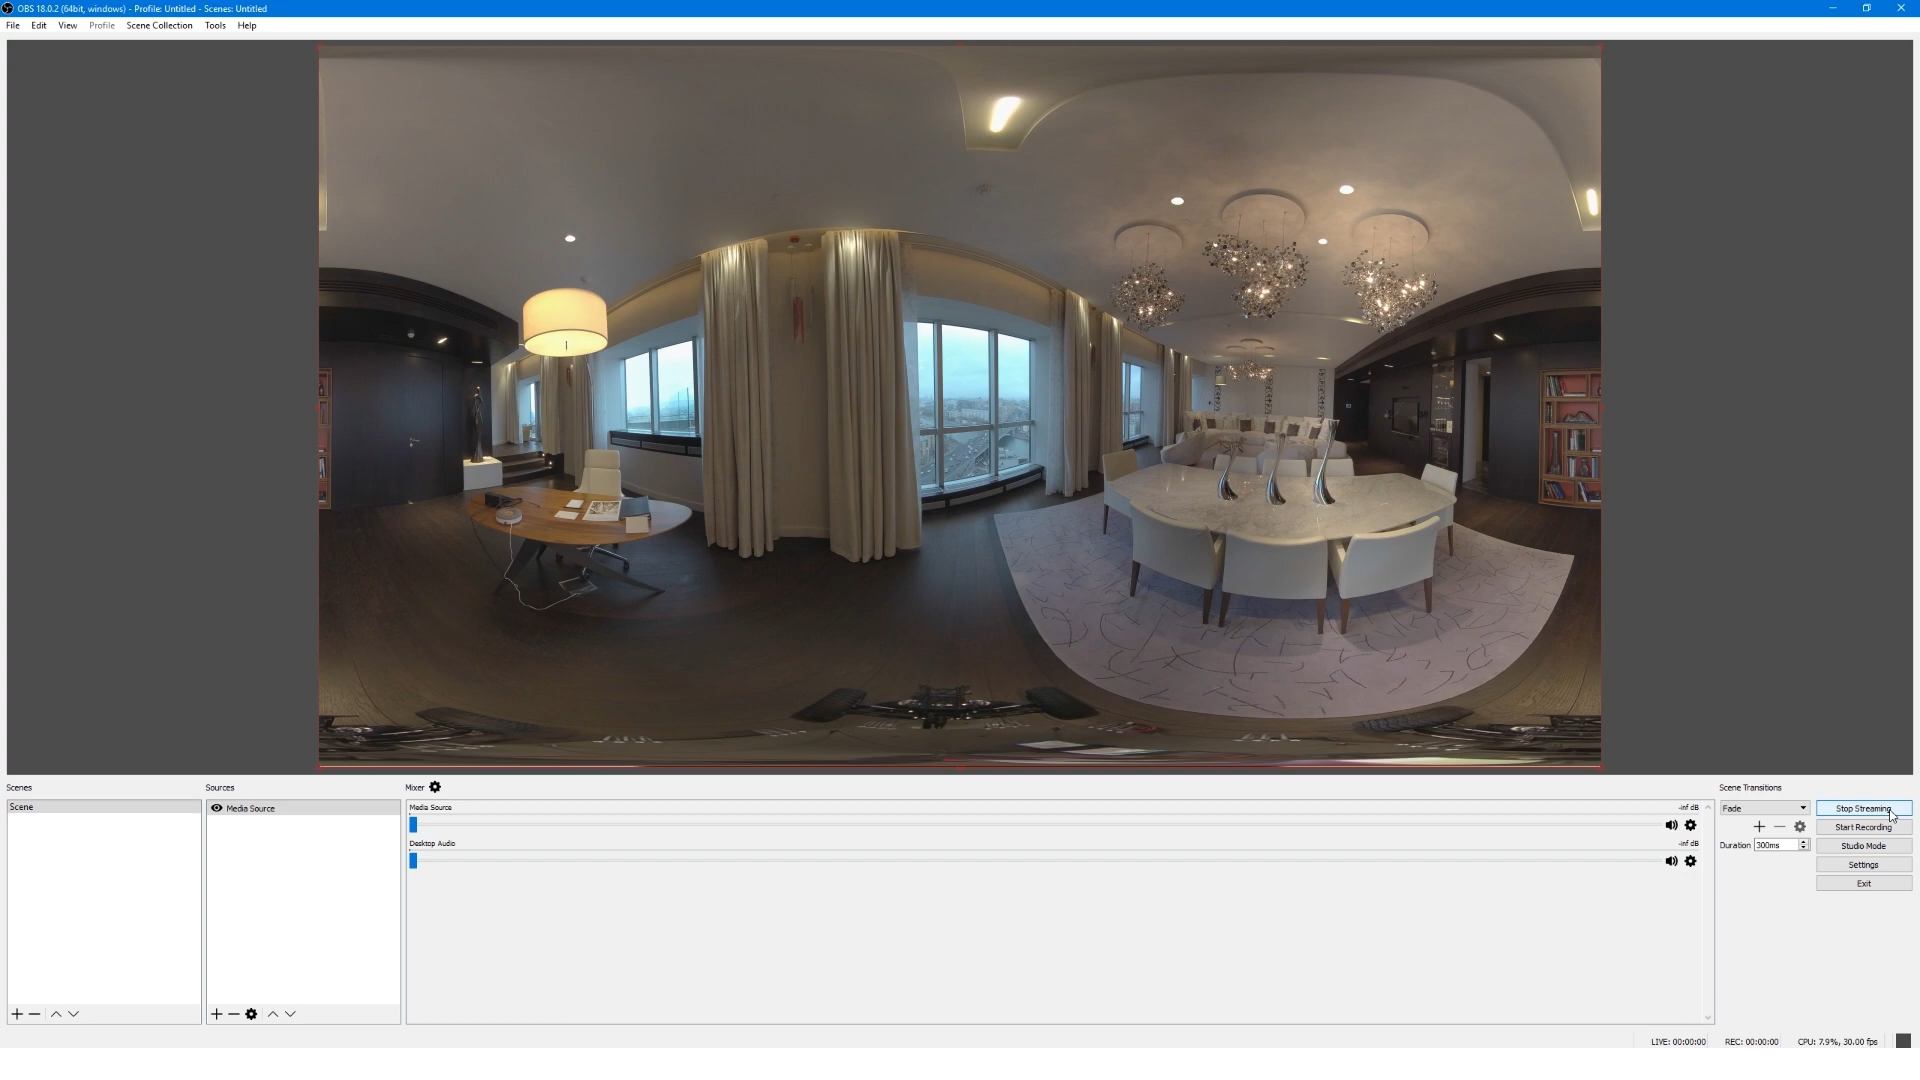 OBS 18.0.2 (64bit, windows) - Profile: Untitled - Scenes: Untitled
File Edit View Profile Scene Collection Tools Help
Scenes
Sources
Mixer
Scene Transitions
Scene
Media Source
Media Source
-inf dB
Fade
Stop Streaming
Start Recording
Desktop Audio
-inf dB
Duration 300ms
Studio Mode
Settings
Exit
LIVE: 00:00:00 REC: 00:00:00 CPU: 7.9%, 30.00 fps